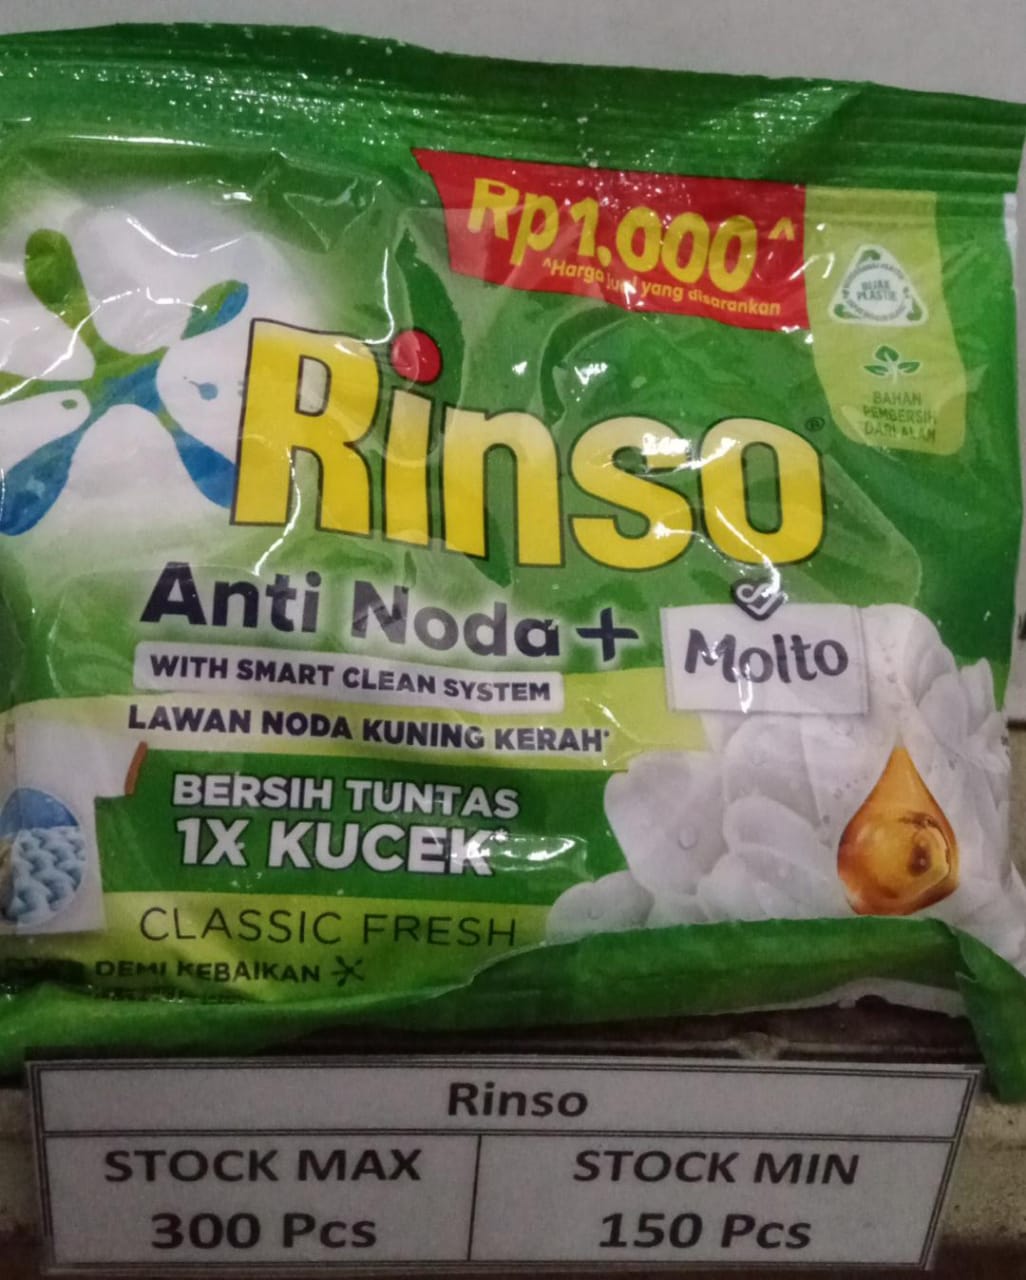 Rp1.000^
^Harga jual yang disarankan
BIJAK
PLASTIK
BAHAN
PEMBERSIH
DARI ALAM
Rinso®
Anti Noda +
Molto
WITH SMART CLEAN SYSTEM
LAWAN NODA KUNING KERAH*
BERSIH TUNTAS
1X KUCEK*
CLASSIC FRESH
DEMI KEBAIKAN
Rinso
STOCK MAX
STOCK MIN
300 Pcs
150 Pcs